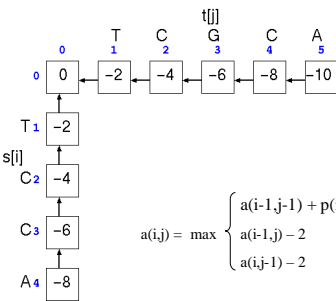 t[j]
T C G C A
0 1 2 3 4 5
0 0 -2 -4 -6 -8 -10
T 1 -2
s[i]
C 2 -4
C 3 -6
a(i-1,j-1) + p(
a(i,j) = max a(i-1,j) – 2
A 4 -8
a(i,j-1) – 2